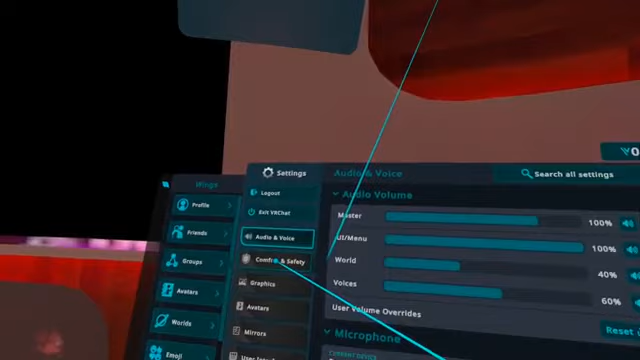 Wings
Profile
Friends
Groups
Avatars
Worlds
Emoji
Settings
Logout
Exit VRChat
Audio & Voice
Comfort & Safety
Graphics
Avatars
Mirrors
Audio & Voice
Search all settings
Audio Volume
Master
100%
UI/Menu
100%
World
40%
Voices
60%
User Volume Overrides
Reset
Microphone